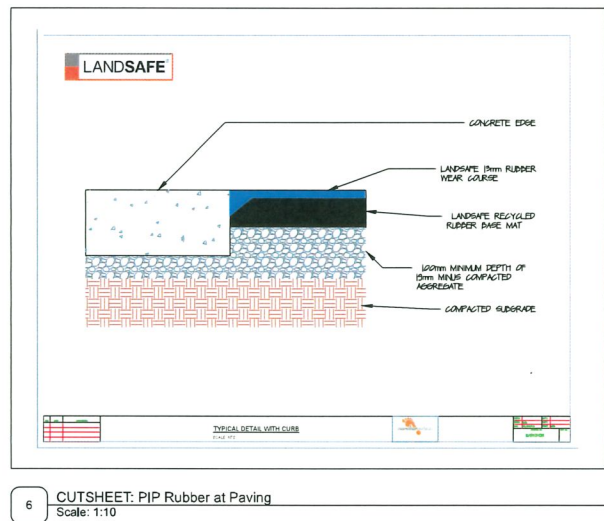 LANDSAFE
CONCRETE EDGE
LANDSAFE 13mm RUBBER
WEAR COURSE
LANDSAFE RECYCLED
RUBBER BASE MAT
100mm MINIMUM DEPTH OF
19mm MINUS COMPACTED
AGGREGATE
COMPACTED SUBGRADE
TYPICAL DETAIL WITH CURB
6
CUTSHEET: PIP Rubber at Paving
Scale: 1:10